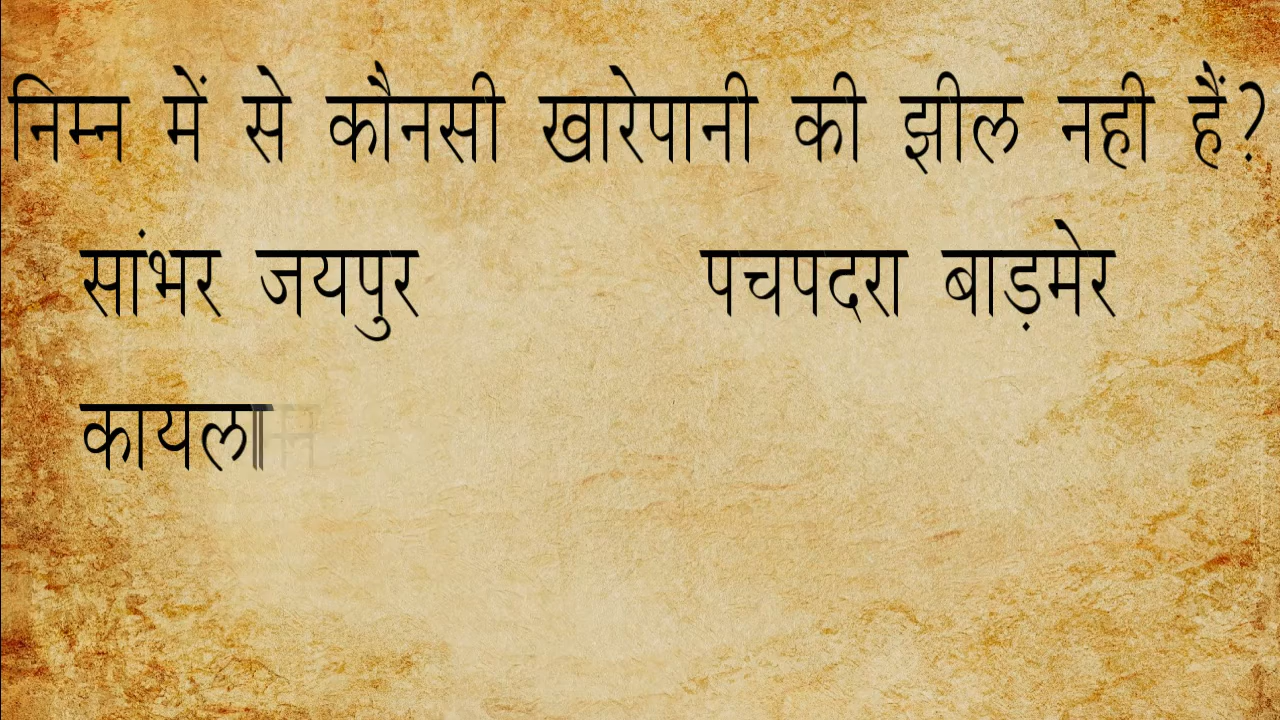 निम्न में से कौनसी खारेपानी की झील नही हैं?
सांभर जयपुर पचपदरा बाड़मेर
कायला